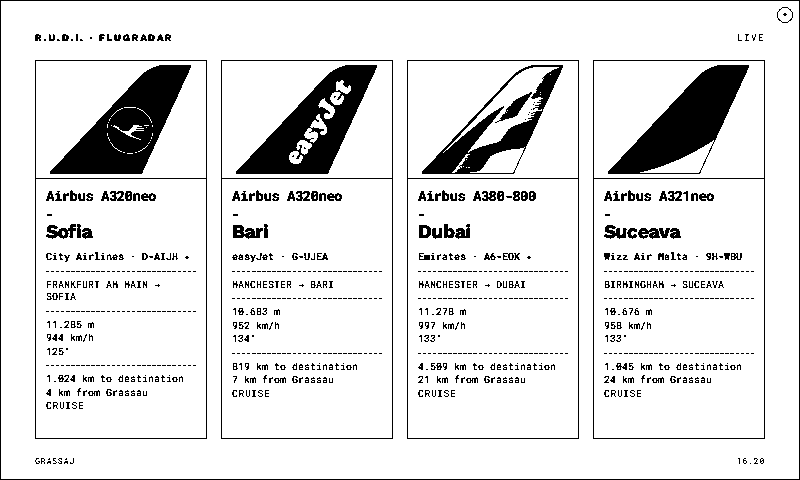 R.U.D.I. · FLUGRADAR
LIVE
easyJet
Airbus A320neo
-
Sofia
City Airlines · D-AIJH ✦
FRANKFURT AM MAIN →
SOFIA
11.285 m
944 km/h
125°
1.024 km to destination
4 km from Grassau
CRUISE
Airbus A320neo
-
Bari
easyJet · G-UJEA
MANCHESTER → BARI
10.683 m
952 km/h
134°
819 km to destination
7 km from Grassau
CRUISE
Airbus A380-800
-
Dubai
Emirates · A6-EOX ✦
MANCHESTER → DUBAI
11.278 m
997 km/h
133°
4.509 km to destination
21 km from Grassau
CRUISE
Airbus A321neo
-
Suceava
Wizz Air Malta · 9H-WBU
BIRMINGHAM → SUCEAVA
10.676 m
958 km/h
133°
1.045 km to destination
24 km from Grassau
CRUISE
GRASSAU
16.20